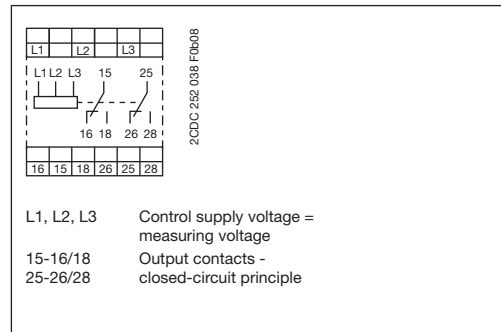 L1 L2 L3
L1 L2 L3 15 25
16 18 26 28
16 15 18 26 25 28
2CDC 252 038 F0b08
L1, L2, L3 Control supply voltage =
measuring voltage
15-16/18 Output contacts -
25-26/28 closed-circuit principle